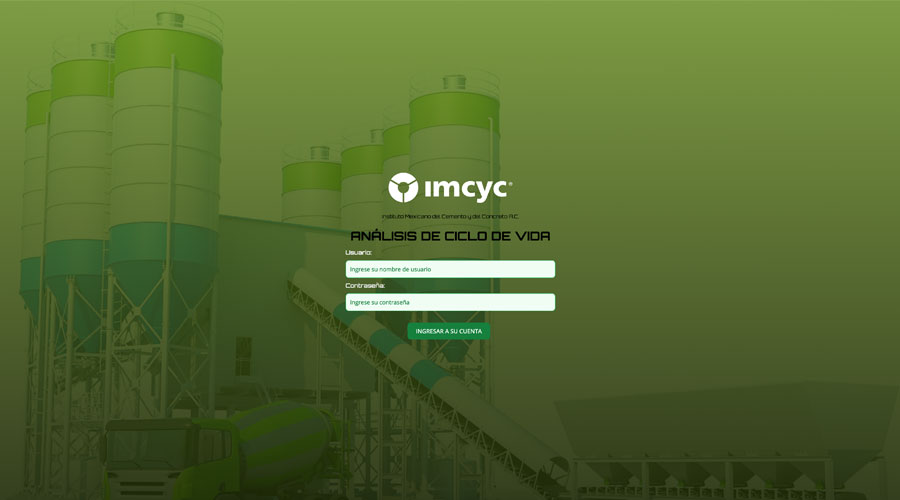 imcyc®
Instituto Mexicano del Cemento y del Concreto A.C.
ANÁLISIS DE CICLO DE VIDA
Usuario:
Ingrese su nombre de usuario
Contraseña:
Ingrese su contraseña
INGRESAR A SU CUENTA